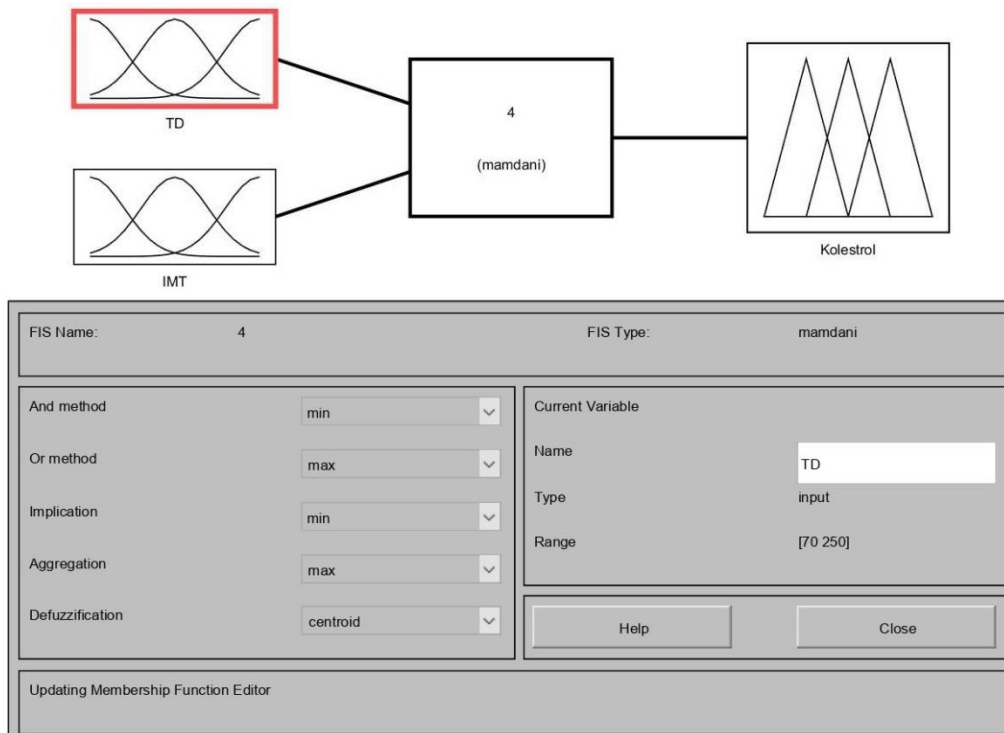 TD
4
(mamdani)
IMT
Kolestrol
FIS Name: 4 FIS Type: mamdani
And method min
Or method max
Implication min
Aggregation max
Defuzzification centroid
Current Variable
Name TD
Type input
Range [70 250]
Help Close
Updating Membership Function Editor